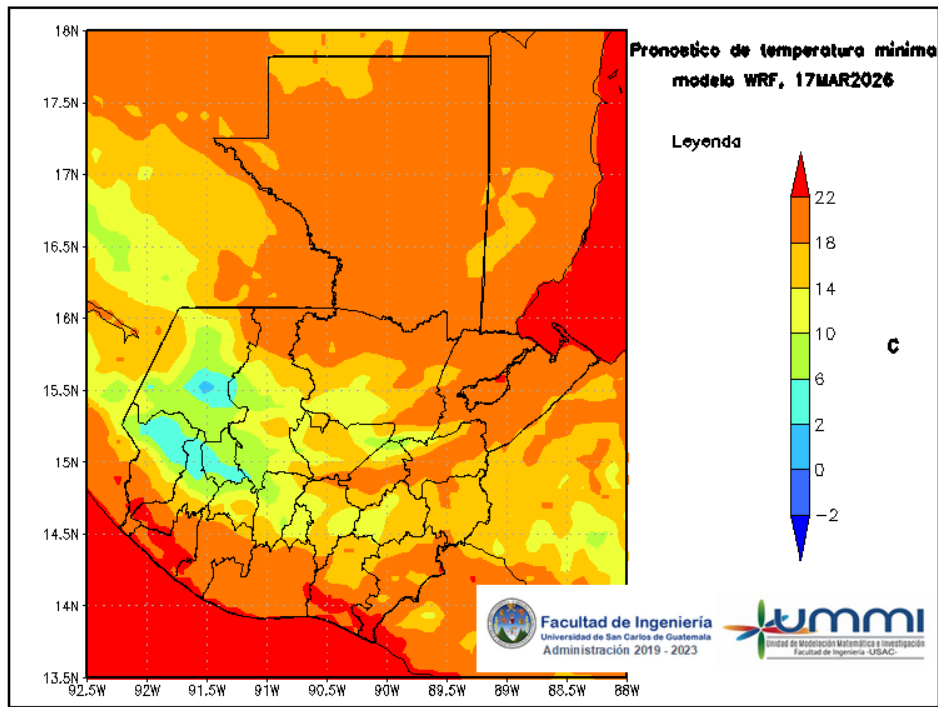 Pronostico de temperatura minima
modelo WRF, 17MAR2026
Leyenda
22
18
14
10
6
2
0
−2
C
18N
17.5N
17N
16.5N
16N
15.5N
15N
14.5N
14N
13.5N
92.5W 92W 91.5W 91W 90.5W 90W 89.5W 89W 88.5W 88W
Facultad de Ingeniería
Universidad de San Carlos de Guatemala
Administración 2019 - 2023
ummi
Unidad de Modelación Matemática e Investigación
Facultad de Ingeniería -USAC-